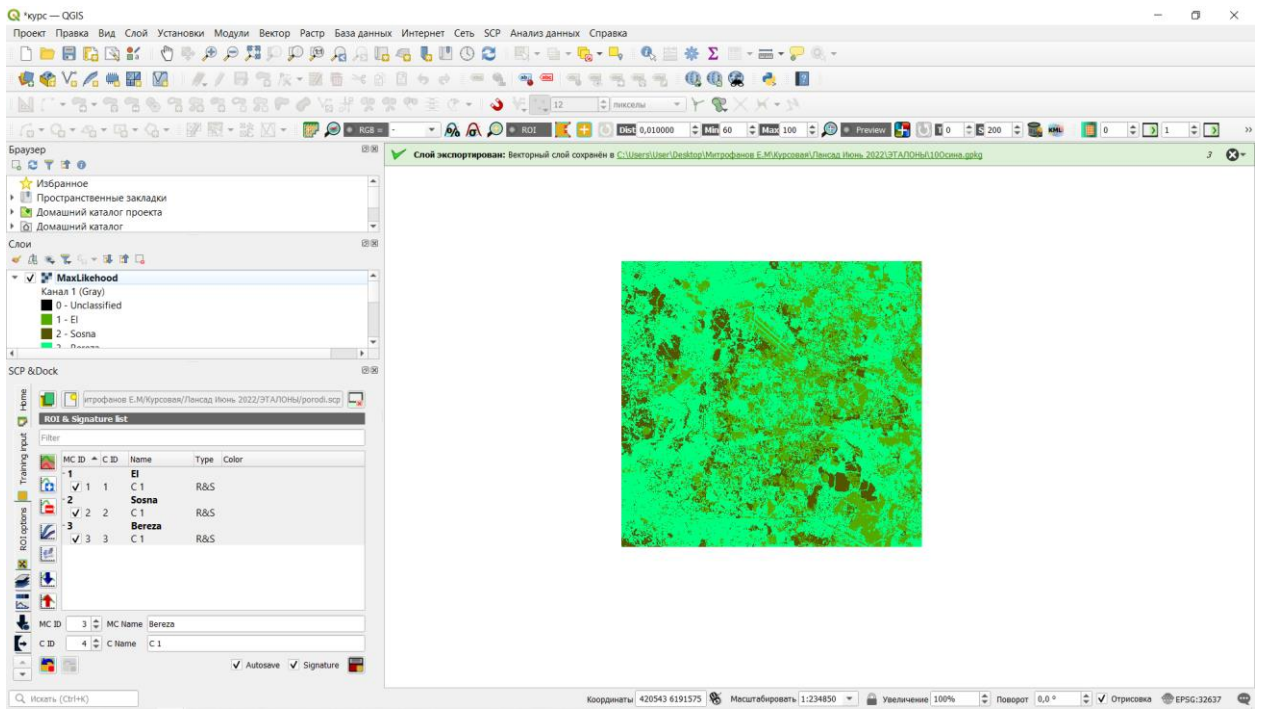 *курс — QGIS
Проект Правка Вид Слой Установки Модули Вектор Растр База данных Интернет Сеть SCP Анализ данных Справка
12 пикселы
RGB = - ROI Dist 0,010000 Min 60 Max 100 Preview T 0 S 200 KML 0 1 »
Браузер
Слой экспортирован: Векторный слой сохранён в C:\Users\User\Desktop\Митрофанов Е.М\Курсовая\Лансад Июнь 2022\ЭТАЛОНЫ\10Осина.gpkg 3
Избранное
Пространственные закладки
Домашний каталог проекта
Домашний каталог
Слои
MaxLikehood
Канал 1 (Gray)
0 - Unclassified
1 - El
2 - Sosna
3 - Bereza
SCP &Dock
итрофанов Е.М/Курсовая/Лансад Июнь 2022/ЭТАЛОНЫ/porodi.scp
Home
ROI & Signature list
Filter
Training input
MC ID C ID Name Type Color
1 El
1 1 C 1 R&S
2 Sosna
2 2 C 1 R&S
3 Bereza
3 3 C 1 R&S
ROI options
MC ID 3 MC Name Bereza
C ID 4 C Name C 1
Autosave Signature
Искать (Ctrl+K)
Координаты 420543 6191575 Масштабировать 1:234850 Увеличение 100% Поворот 0,0 ° Отрисовка EPSG:32637